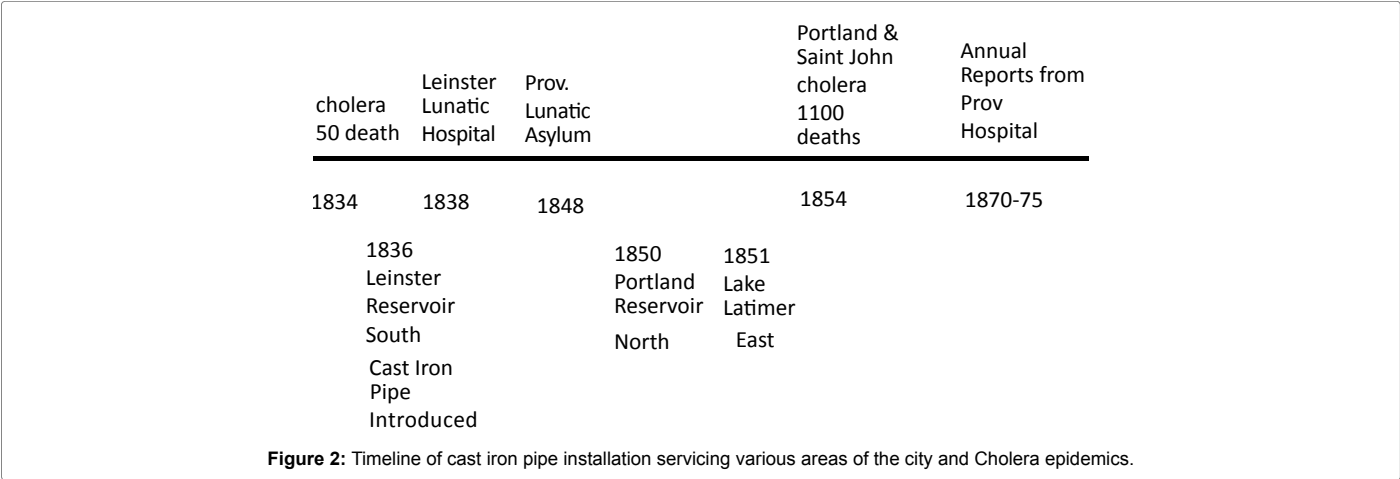 cholera
50 death
Leinster
Lunatic
Hospital
Prov.
Lunatic
Asylum
Portland &
Saint John
cholera
1100
deaths
Annual
Reports from
Prov
Hospital
1834
1838
1848
1854
1870-75
1836
Leinster
Reservoir
South
Cast Iron
Pipe
Introduced
1850
Portland
Reservoir
North
1851
Lake
Latimer
East
Figure 2: Timeline of cast iron pipe installation servicing various areas of the city and Cholera epidemics.